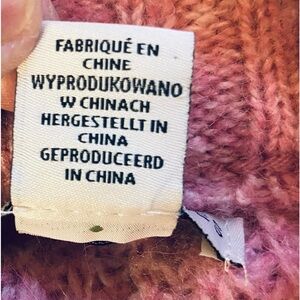 FABRIQUÉ EN
CHINE
WYPRODUKOWANO
W CHINACH
HERGESTELLT IN
CHINA
GEPRODUCEERD
IN CHINA